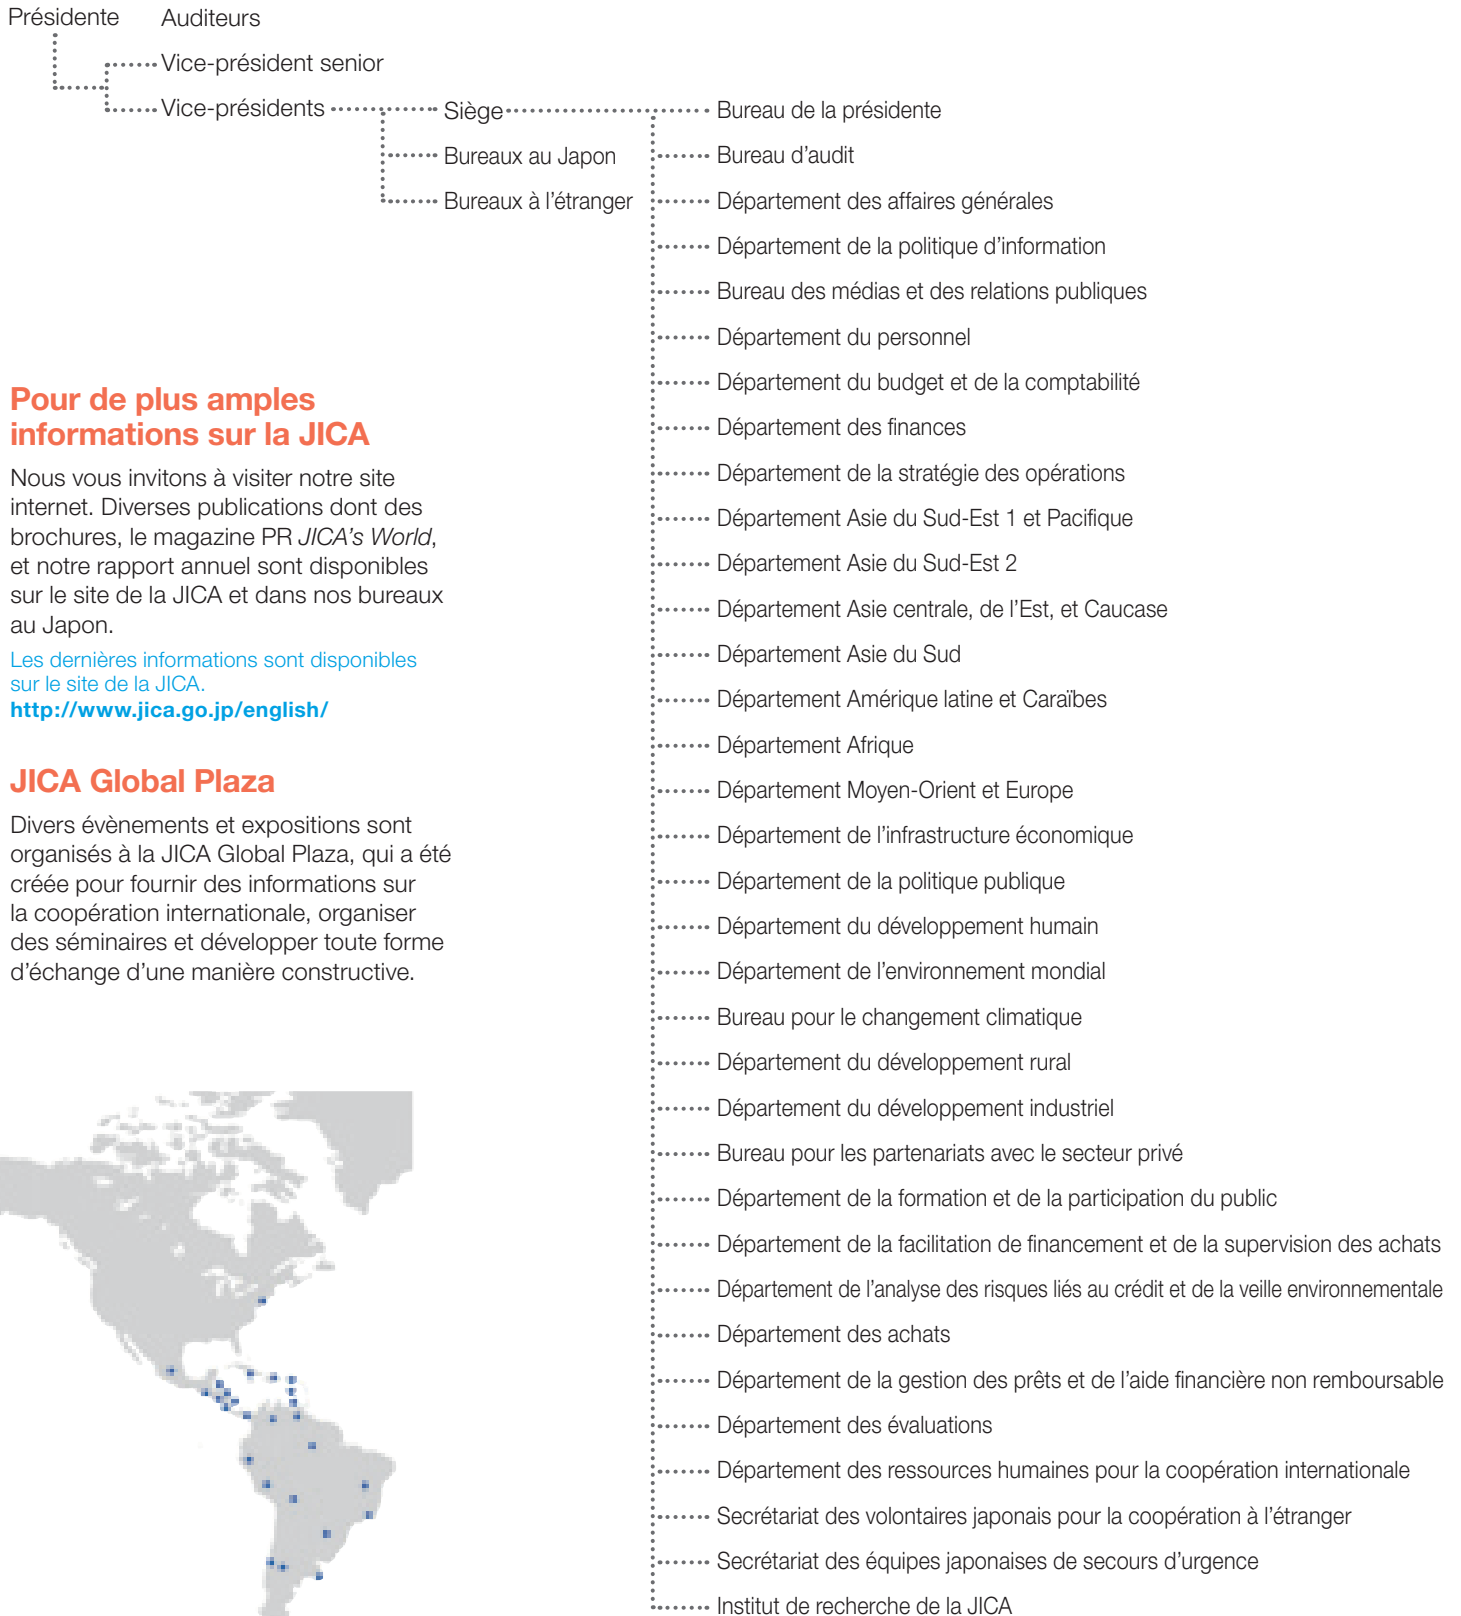 Présidente
Auditeurs
Vice-président senior
Vice-présidents
Siège
Bureaux au Japon
Bureaux à l’étranger
Bureau de la présidente
Bureau d’audit
Département des affaires générales
Département de la politique d’information
Bureau des médias et des relations publiques
Département du personnel
Département du budget et de la comptabilité
Département des finances
Département de la stratégie des opérations
Département Asie du Sud-Est 1 et Pacifique
Département Asie du Sud-Est 2
Département Asie centrale, de l’Est, et Caucase
Département Asie du Sud
Département Amérique latine et Caraïbes
Département Afrique
Département Moyen-Orient et Europe
Département de l’infrastructure économique
Département de la politique publique
Département du développement humain
Département de l’environnement mondial
Bureau pour le changement climatique
Département du développement rural
Département du développement industriel
Bureau pour les partenariats avec le secteur privé
Département de la formation et de la participation du public
Département de la facilitation de financement et de la supervision des achats
Département de l’analyse des risques liés au crédit et de la veille environnementale
Département des achats
Département de la gestion des prêts et de l’aide financière non remboursable
Département des évaluations
Département des ressources humaines pour la coopération internationale
Secrétariat des volontaires japonais pour la coopération à l’étranger
Secrétariat des équipes japonaises de secours d’urgence
Institut de recherche de la JICA
Pour de plus amples
informations sur la JICA
Nous vous invitons à visiter notre site
internet. Diverses publications dont des
brochures, le magazine PR JICA’s World,
et notre rapport annuel sont disponibles
sur le site de la JICA et dans nos bureaux
au Japon.
Les dernières informations sont disponibles
sur le site de la JICA.
http://www.jica.go.jp/english/
JICA Global Plaza
Divers évènements et expositions sont
organisés à la JICA Global Plaza, qui a été
créée pour fournir des informations sur
la coopération internationale, organiser
des séminaires et développer toute forme
d’échange d’une manière constructive.